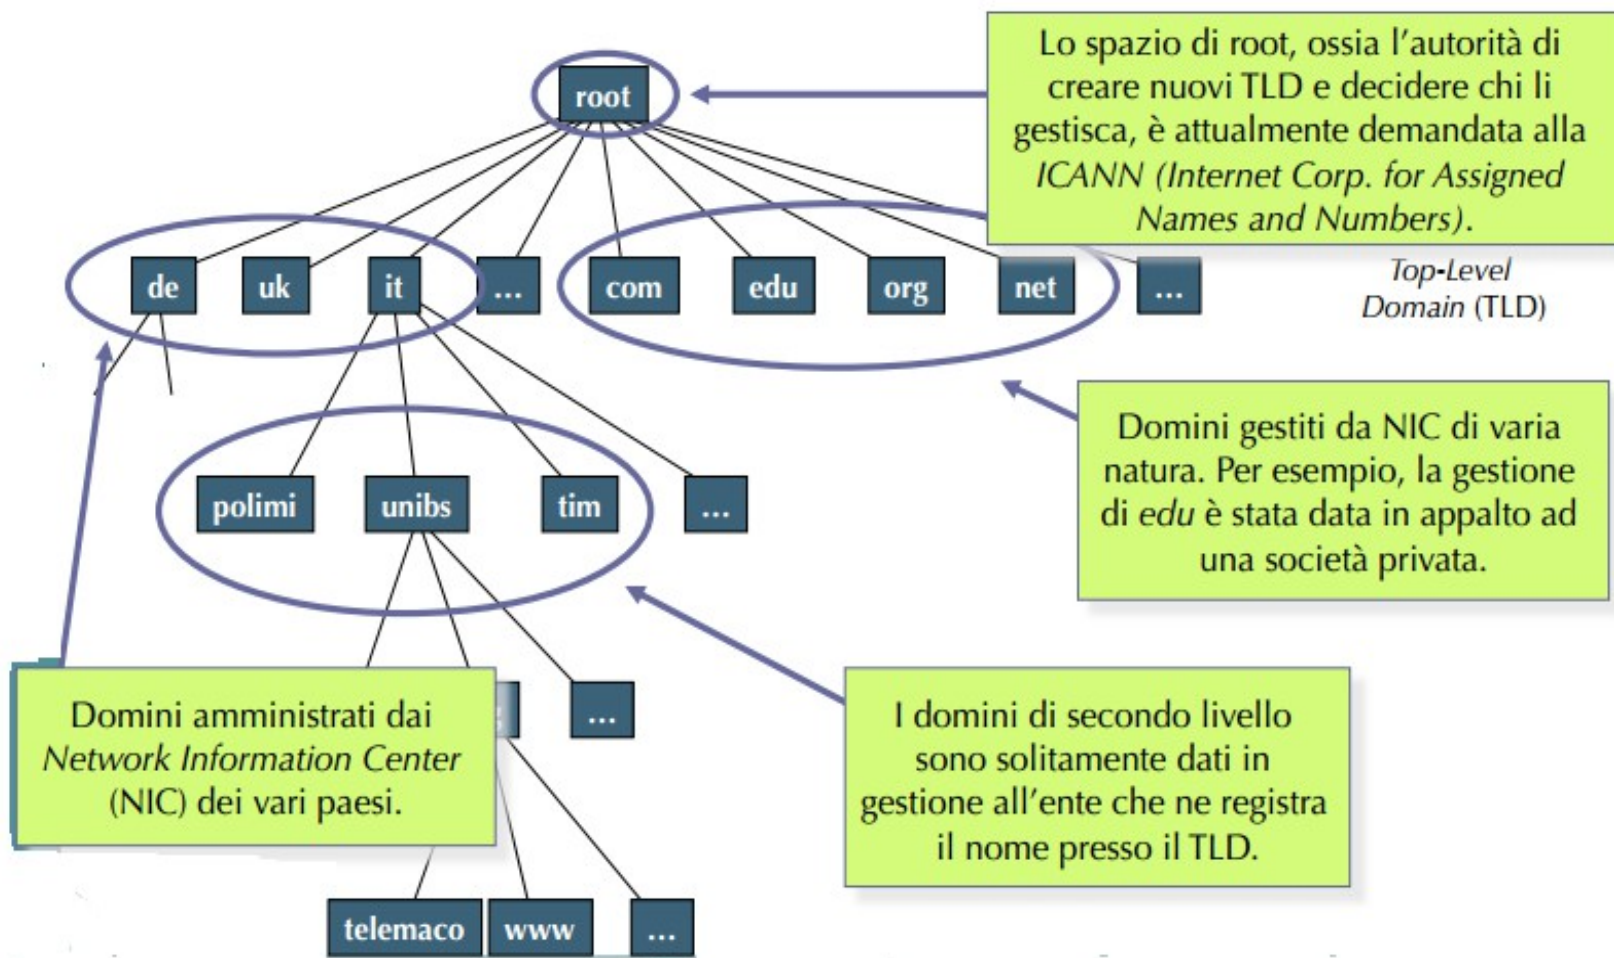 root
Lo spazio di root, ossia l'autorità di
creare nuovi TLD e decidere chi li
gestisca, è attualmente demandata alla
ICANN (Internet Corp. for Assigned
Names and Numbers).
de
uk
it
...
com
edu
org
net
...
Top-Level
Domain (TLD)
Domini gestiti da NIC di varia
natura. Per esempio, la gestione
di edu è stata data in appalto ad
una società privata.
polimi
unibs
tim
...
Domini amministrati dai
Network Information Center
(NIC) dei vari paesi.
...
I domini di secondo livello
sono solitamente dati in
gestione all'ente che ne registra
il nome presso il TLD.
telemaco
www
...